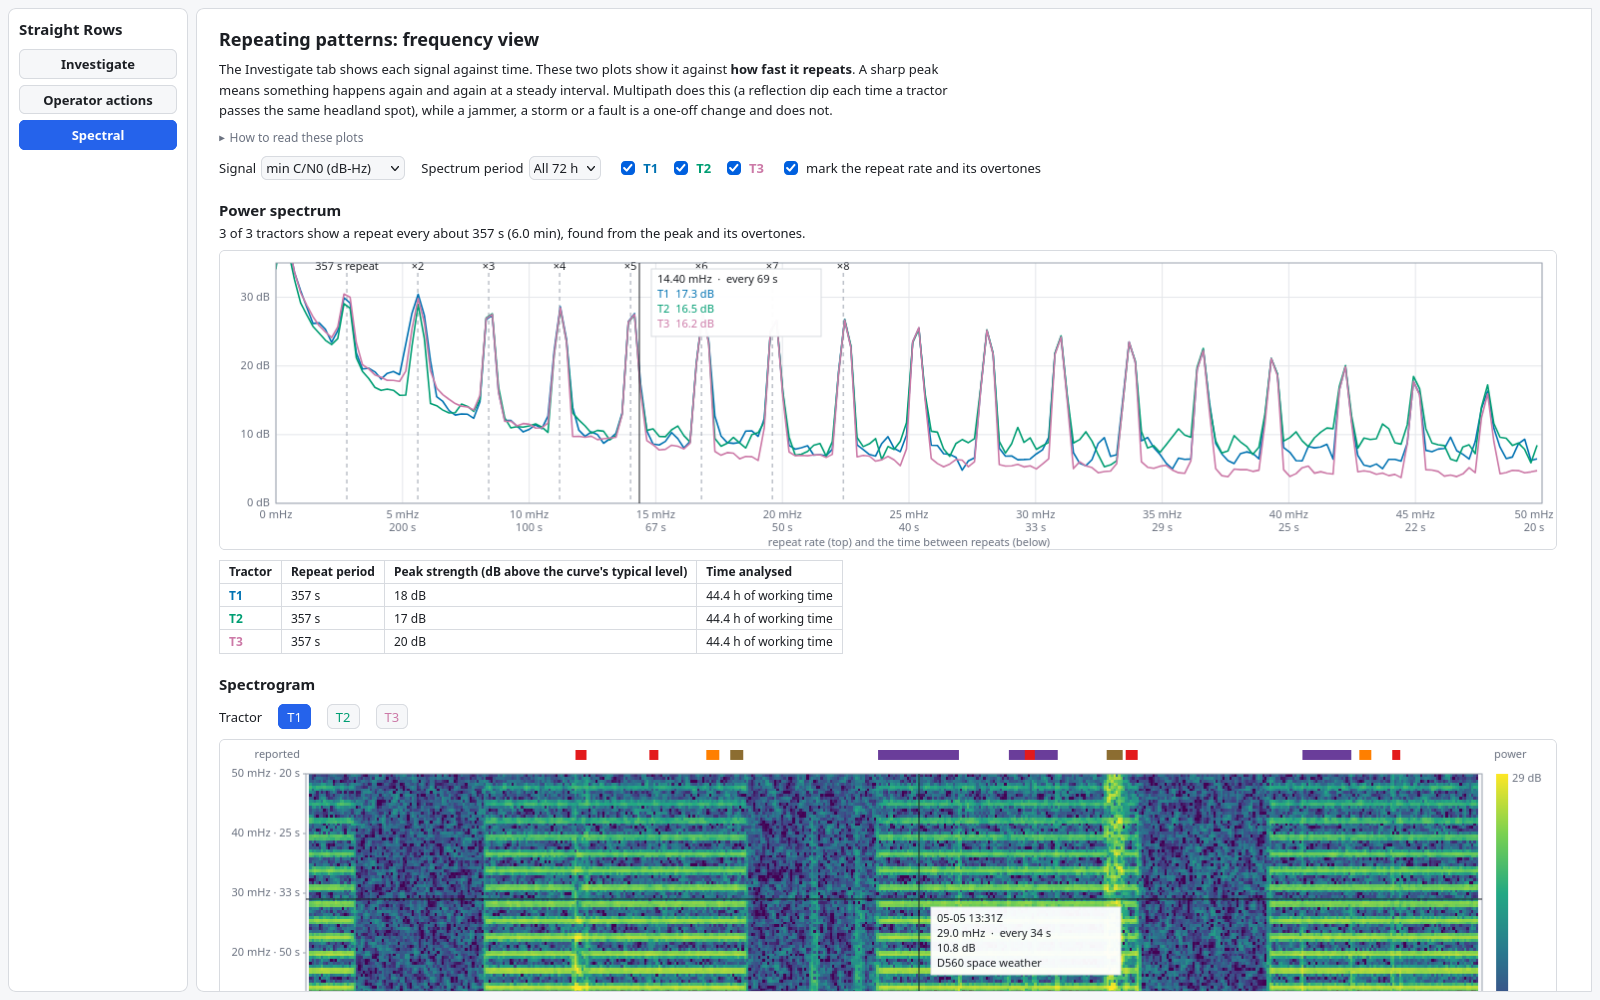 Straight Rows
Investigate
Operator actions
Spectral
Repeating patterns: frequency view
The Investigate tab shows each signal against time. These two plots show it against how fast it repeats. A sharp peak
means something happens again and again at a steady interval. Multipath does this (a reflection dip each time a tractor
passes the same headland spot), while a jammer, a storm or a fault is a one-off change and does not.
▸ How to read these plots
Signal min C/N0 (dB-Hz) Spectrum period All 72 h T1 T2 T3 mark the repeat rate and its overtones
Power spectrum
3 of 3 tractors show a repeat every about 357 s (6.0 min), found from the peak and its overtones.
357 s repeat ×2 ×3 ×4 ×5 ×6 ×7 ×8
14.40 mHz · every 69 s
T1 17.3 dB
T2 16.5 dB
T3 16.2 dB
30 dB
20 dB
10 dB
0 dB
0 mHz 5 mHz 10 mHz 15 mHz 20 mHz 25 mHz 30 mHz 35 mHz 40 mHz 45 mHz 50 mHz
200 s 100 s 67 s 50 s 40 s 33 s 29 s 25 s 22 s 20 s
repeat rate (top) and the time between repeats (below)
Tractor Repeat period Peak strength (dB above the curve's typical level) Time analysed
T1 357 s 18 dB 44.4 h of working time
T2 357 s 17 dB 44.4 h of working time
T3 357 s 20 dB 44.4 h of working time
Spectrogram
Tractor T1 T2 T3
reported power
50 mHz · 20 s 29 dB
40 mHz · 25 s
30 mHz · 33 s
20 mHz · 50 s
05-05 13:31Z
29.0 mHz · every 34 s
10.8 dB
D560 space weather